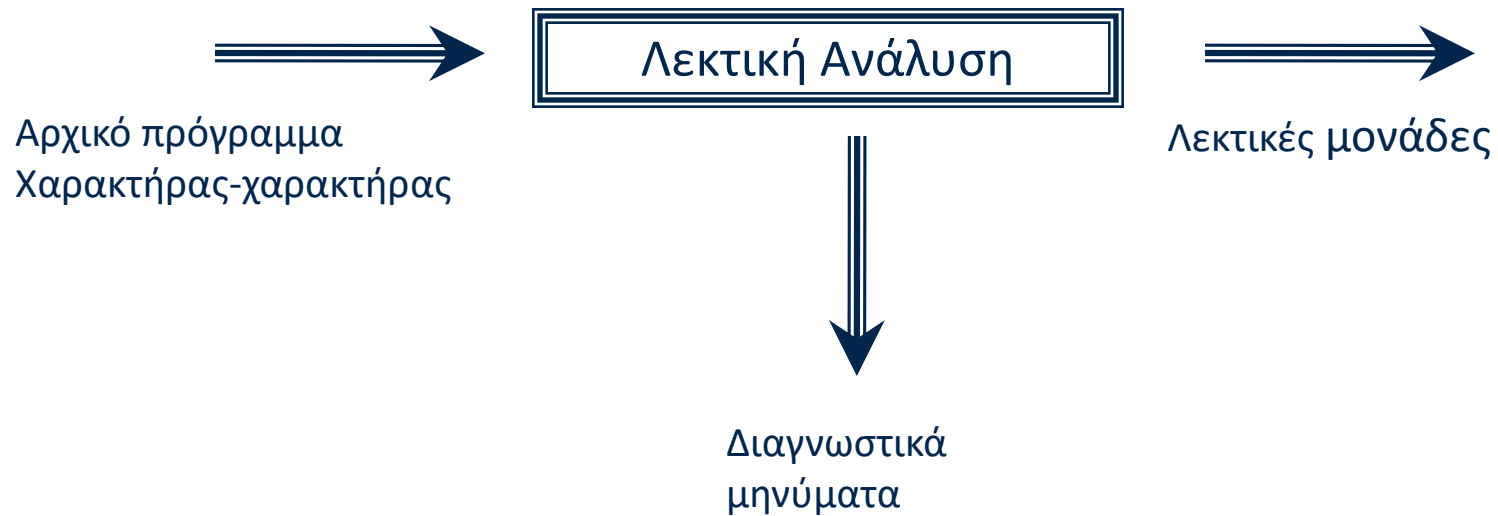 Λεκτική Ανάλυση
Αρχικό πρόγραμμα
Χαρακτήρας-χαρακτήρας
Λεκτικές μονάδες
Διαγνωστικά
μηνύματα